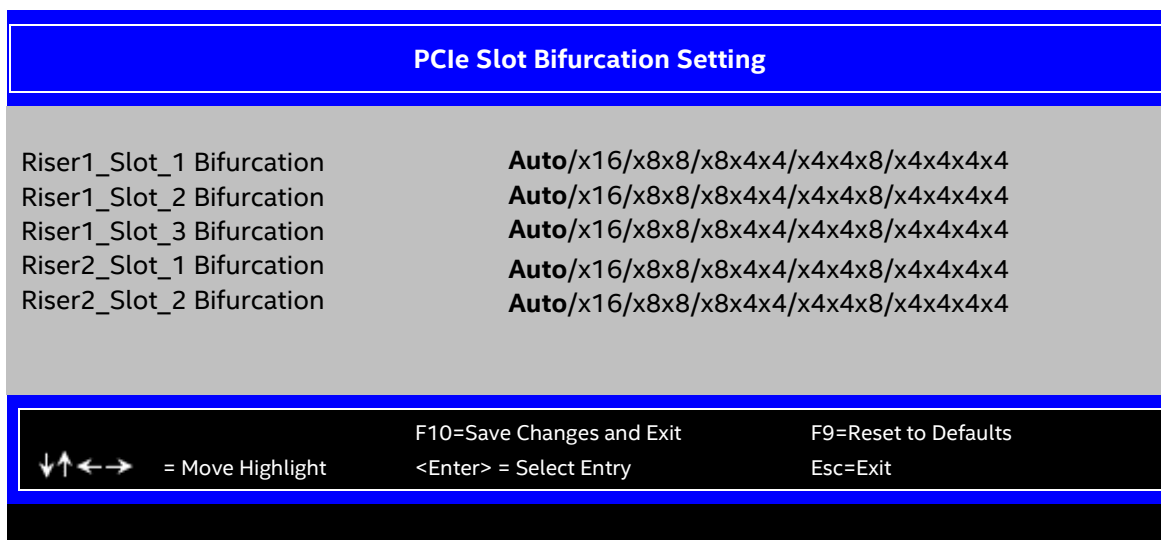 PCIe Slot Bifurcation Setting
Riser1_Slot_1 Bifurcation Auto/x16/x8x8/x8x4x4/x4x4x8/x4x4x4x4
Riser1_Slot_2 Bifurcation Auto/x16/x8x8/x8x4x4/x4x4x8/x4x4x4x4
Riser1_Slot_3 Bifurcation Auto/x16/x8x8/x8x4x4/x4x4x8/x4x4x4x4
Riser2_Slot_1 Bifurcation Auto/x16/x8x8/x8x4x4/x4x4x8/x4x4x4x4
Riser2_Slot_2 Bifurcation Auto/x16/x8x8/x8x4x4/x4x4x8/x4x4x4x4
F10=Save Changes and Exit F9=Reset to Defaults
↓↑←→ = Move Highlight <Enter> = Select Entry Esc=Exit